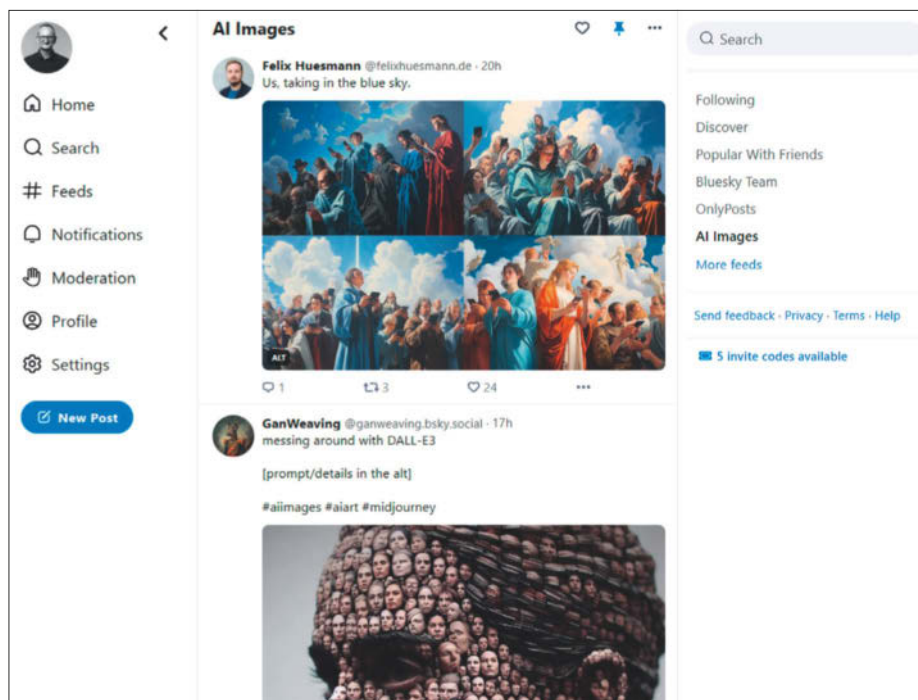 Home
Search
Feeds
Notifications
Moderation
Profile
Settings
New Post
AI Images
Felix Huesmann @felixhuesmann.de · 20h
Us, taking in the blue sky.
ALT
1 3 24
GanWeaving @ganweaving.bsky.social · 17h
messing around with DALL-E3
[prompt/details in the alt]
#aiimages #aiart #midjourney
Search
Following
Discover
Popular With Friends
Bluesky Team
OnlyPosts
AI Images
More feeds
Send feedback · Privacy · Terms · Help
5 invite codes available